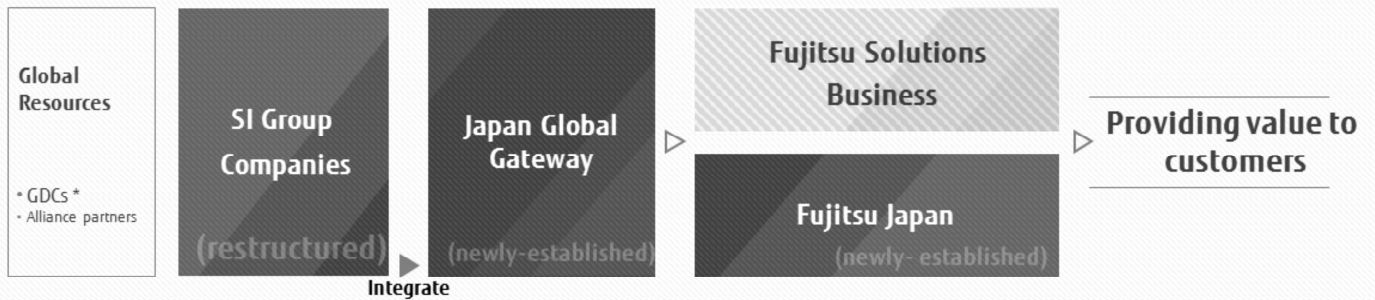 Global
Resources
• GDCs *
• Alliance partners
SI Group
Companies
(restructured)
Integrate
Japan Global
Gateway
(newly-established)
Fujitsu Solutions
Business
Fujitsu Japan
(newly- established)
Providing value to
customers